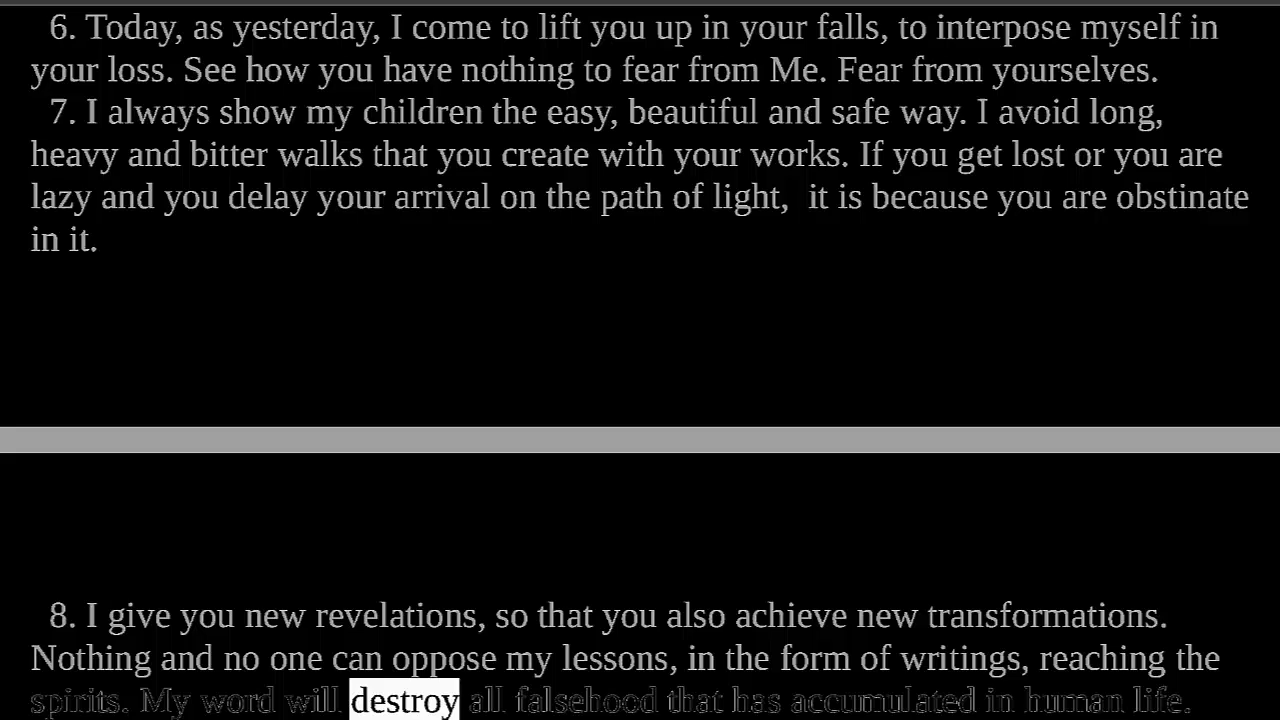 6. Today, as yesterday, I come to lift you up in your falls, to interpose myself in
your loss. See how you have nothing to fear from Me. Fear from yourselves.
7. I always show my children the easy, beautiful and safe way. I avoid long,
heavy and bitter walks that you create with your works. If you get lost or you are
lazy and you delay your arrival on the path of light, it is because you are obstinate
in it.
8. I give you new revelations, so that you also achieve new transformations.
Nothing and no one can oppose my lessons, in the form of writings, reaching the
spirits. My word will destroy all falsehood that has accumulated in human life.